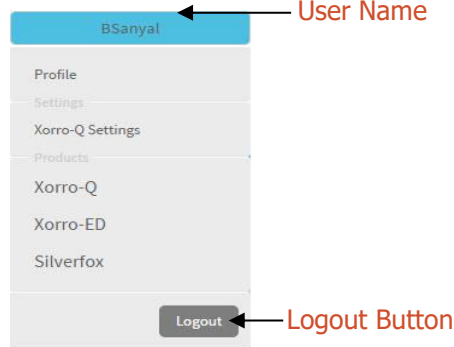 User Name
BSanyal
Profile
Settings
Xorro-Q Settings
Products
Xorro-Q
Xorro-ED
Silverfox
Logout
Logout Button